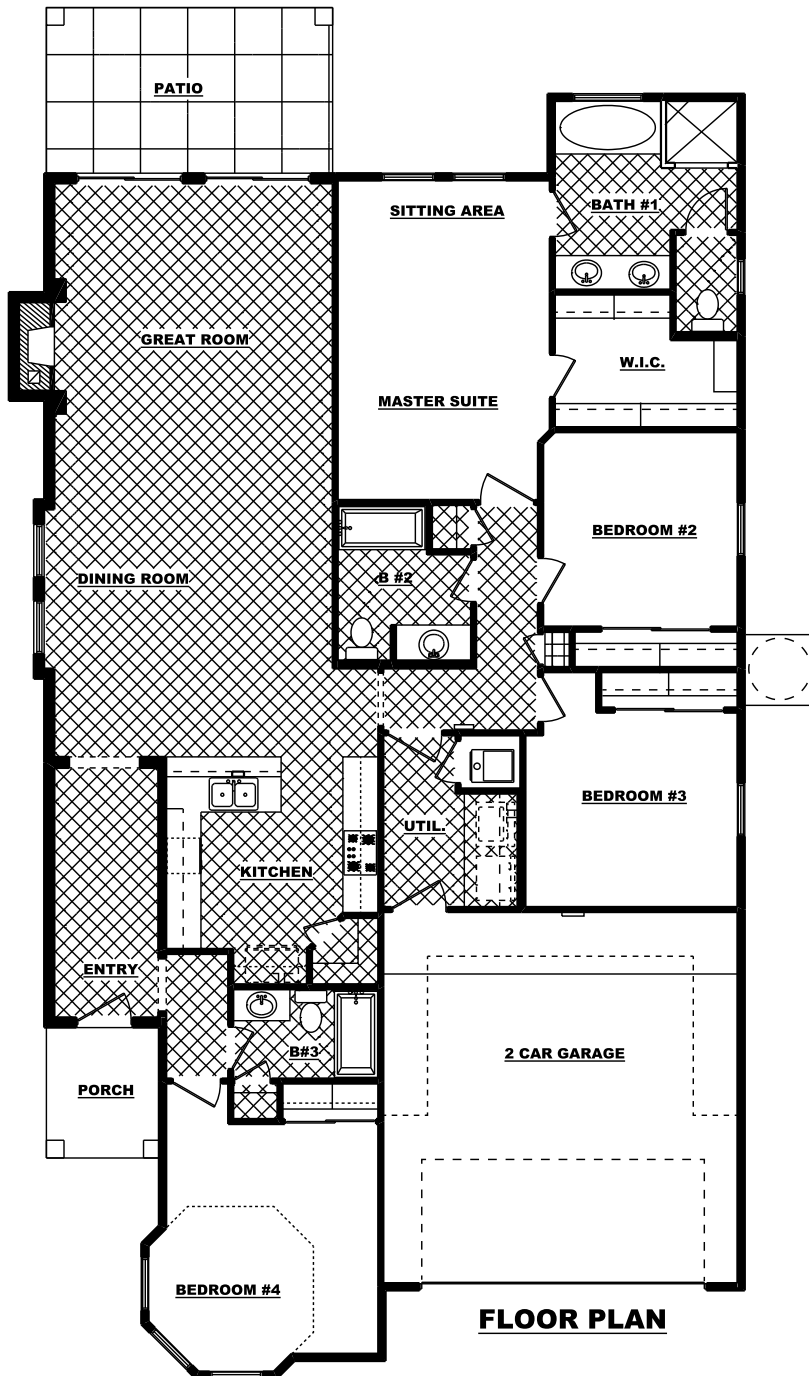 PATIO
BATH #1
SITTING AREA
GREAT ROOM
W.I.C.
MASTER SUITE
BEDROOM #2
DINING ROOM
B #2
BEDROOM #3
UTIL.
KITCHEN
ENTRY
B#3
2 CAR GARAGE
PORCH
BEDROOM #4
FLOOR PLAN